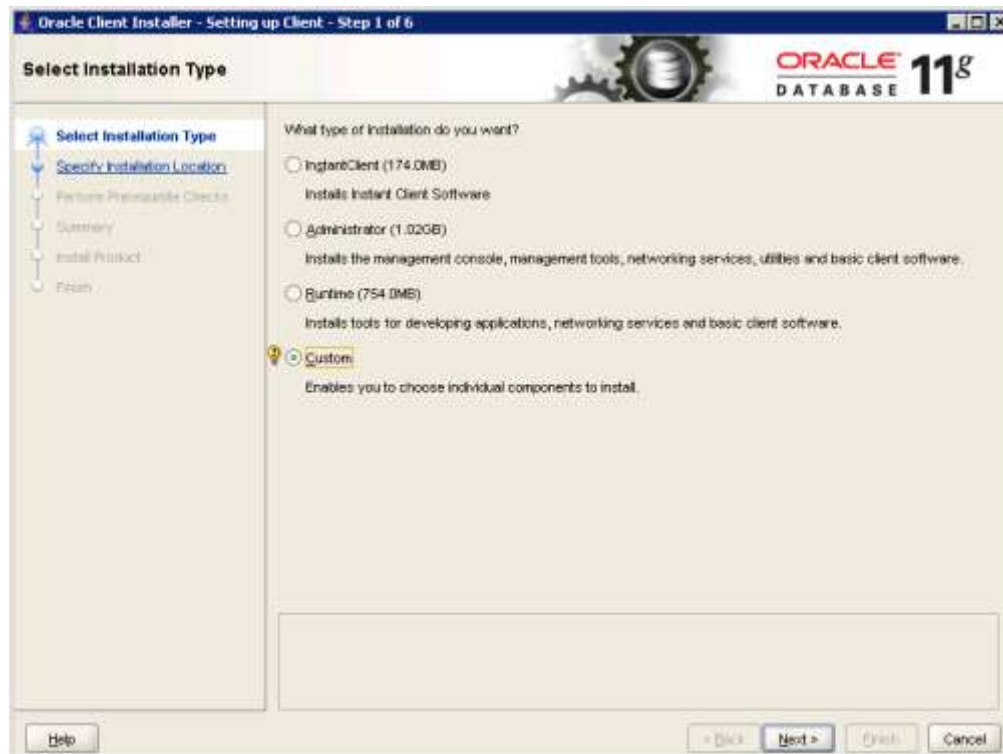 Oracle Client Installer - Setting up Client - Step 1 of 6
Select Installation Type
ORACLE 11g
DATABASE
Select Installation Type
Specify Installation Location
Perform Prerequisite Checks
Summary
Install Product
Finish
What type of installation do you want?
InstantClient (174.0MB)
Installs Instant Client Software
Administrator (1.02GB)
Installs the management console, management tools, networking services, utilities and basic client software.
Runtime (754.0MB)
Installs tools for developing applications, networking services and basic client software.
Custom
Enables you to choose individual components to install.
Help
< Back
Next >
Finish
Cancel